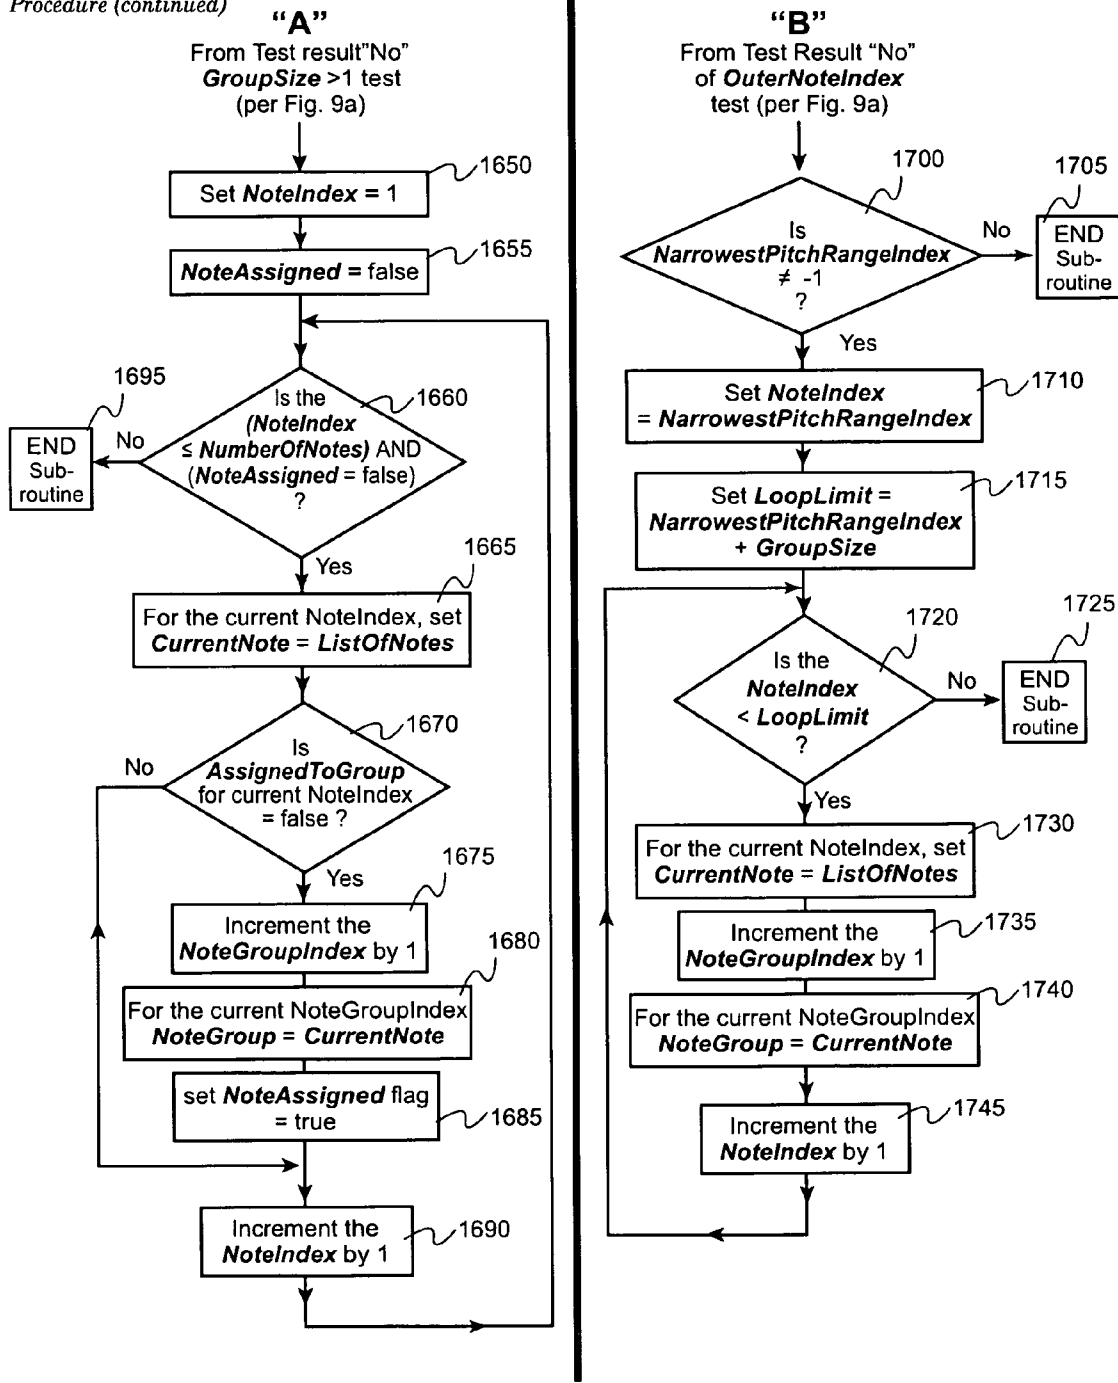 Procedure (continued)
"A"
From Test result"No"
GroupSize >1 test
(per Fig. 9a)
1650
Set NoteIndex = 1
1655
NoteAssigned = false
1695
END
Sub-
routine
No
1660
Is the
(NoteIndex
≤ NumberOfNotes) AND
(NoteAssigned = false)
?
Yes
1665
For the current NoteIndex, set
CurrentNote = ListOfNotes
1670
No
Is
AssignedToGroup
for current NoteIndex
= false ?
Yes
1675
Increment the
NoteGroupIndex by 1
1680
For the current NoteGroupIndex
NoteGroup = CurrentNote
set NoteAssigned flag
= true
1685
Increment the
NoteIndex by 1
1690
"B"
From Test Result "No"
of OuterNoteIndex
test (per Fig. 9a)
1700
Is
NarrowestPitchRangeIndex
≠ -1
?
No
1705
END
Sub-
routine
Yes
1710
Set NoteIndex
= NarrowestPitchRangeIndex
1715
Set LoopLimit =
NarrowestPitchRangeIndex
+ GroupSize
1720
Is the
NoteIndex
< LoopLimit
?
No
1725
END
Sub-
routine
Yes
1730
For the current NoteIndex, set
CurrentNote = ListOfNotes
1735
Increment the
NoteGroupIndex by 1
1740
For the current NoteGroupIndex
NoteGroup = CurrentNote
1745
Increment the
NoteIndex by 1